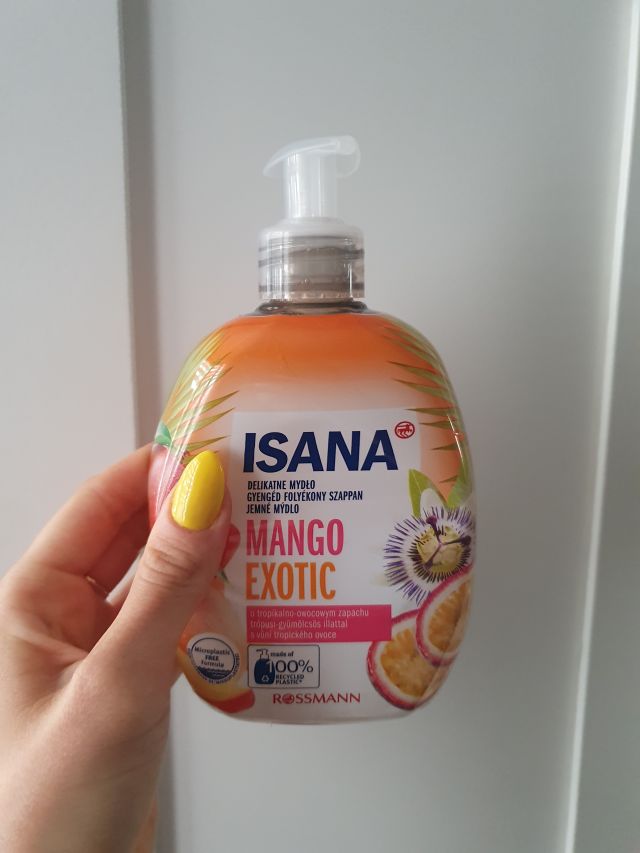 ISANA
DELIKATNE MYDŁO
GYENGÉD FOLYÉKONY SZAPPAN
JEMNÉ MÝDLO
MANGO
EXOTIC
o tropikalno-owocowym zapachu
trópusi-gyümölcsös illattal
s vůní tropického ovoce
Microplastic
FREE
Formula
made of
100%
RECYCLED
PLASTIC*
ROSSMANN